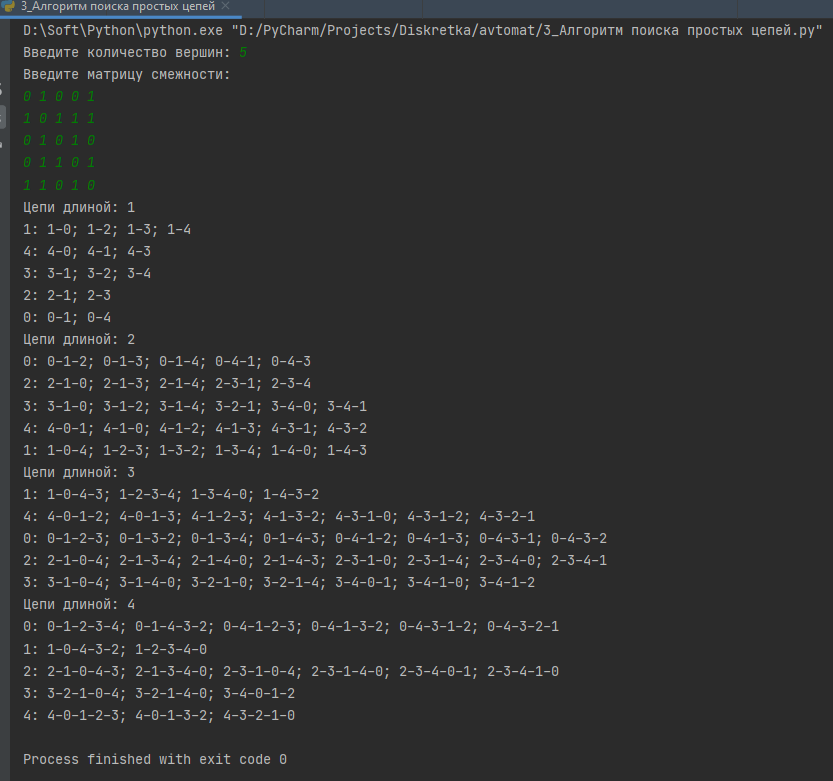 3_Алгоритм поиска простых цепей
D:\Soft\Python\python.exe "D:/PyCharm/Projects/Diskretka/avtomat/3_Алгоритм поиска простых цепей.py"
Введите количество вершин: 5
Введите матрицу смежности:
0 1 0 0 1
1 0 1 1 1
0 1 0 1 0
0 1 1 0 1
1 1 0 1 0
Цепи длиной: 1
1: 1-0; 1-2; 1-3; 1-4
4: 4-0; 4-1; 4-3
3: 3-1; 3-2; 3-4
2: 2-1; 2-3
0: 0-1; 0-4
Цепи длиной: 2
0: 0-1-2; 0-1-3; 0-1-4; 0-4-1; 0-4-3
2: 2-1-0; 2-1-3; 2-1-4; 2-3-1; 2-3-4
3: 3-1-0; 3-1-2; 3-1-4; 3-2-1; 3-4-0; 3-4-1
4: 4-0-1; 4-1-0; 4-1-2; 4-1-3; 4-3-1; 4-3-2
1: 1-0-4; 1-2-3; 1-3-2; 1-3-4; 1-4-0; 1-4-3
Цепи длиной: 3
1: 1-0-4-3; 1-2-3-4; 1-3-4-0; 1-4-3-2
4: 4-0-1-2; 4-0-1-3; 4-1-2-3; 4-1-3-2; 4-3-1-0; 4-3-1-2; 4-3-2-1
0: 0-1-2-3; 0-1-3-2; 0-1-3-4; 0-1-4-3; 0-4-1-2; 0-4-1-3; 0-4-3-1; 0-4-3-2
2: 2-1-0-4; 2-1-3-4; 2-1-4-0; 2-1-4-3; 2-3-1-0; 2-3-1-4; 2-3-4-0; 2-3-4-1
3: 3-1-0-4; 3-1-4-0; 3-2-1-0; 3-2-1-4; 3-4-0-1; 3-4-1-0; 3-4-1-2
Цепи длиной: 4
0: 0-1-2-3-4; 0-1-4-3-2; 0-4-1-2-3; 0-4-1-3-2; 0-4-3-1-2; 0-4-3-2-1
1: 1-0-4-3-2; 1-2-3-4-0
2: 2-1-0-4-3; 2-1-3-4-0; 2-3-1-0-4; 2-3-1-4-0; 2-3-4-0-1; 2-3-4-1-0
3: 3-2-1-0-4; 3-2-1-4-0; 3-4-0-1-2
4: 4-0-1-2-3; 4-0-1-3-2; 4-3-2-1-0
Process finished with exit code 0